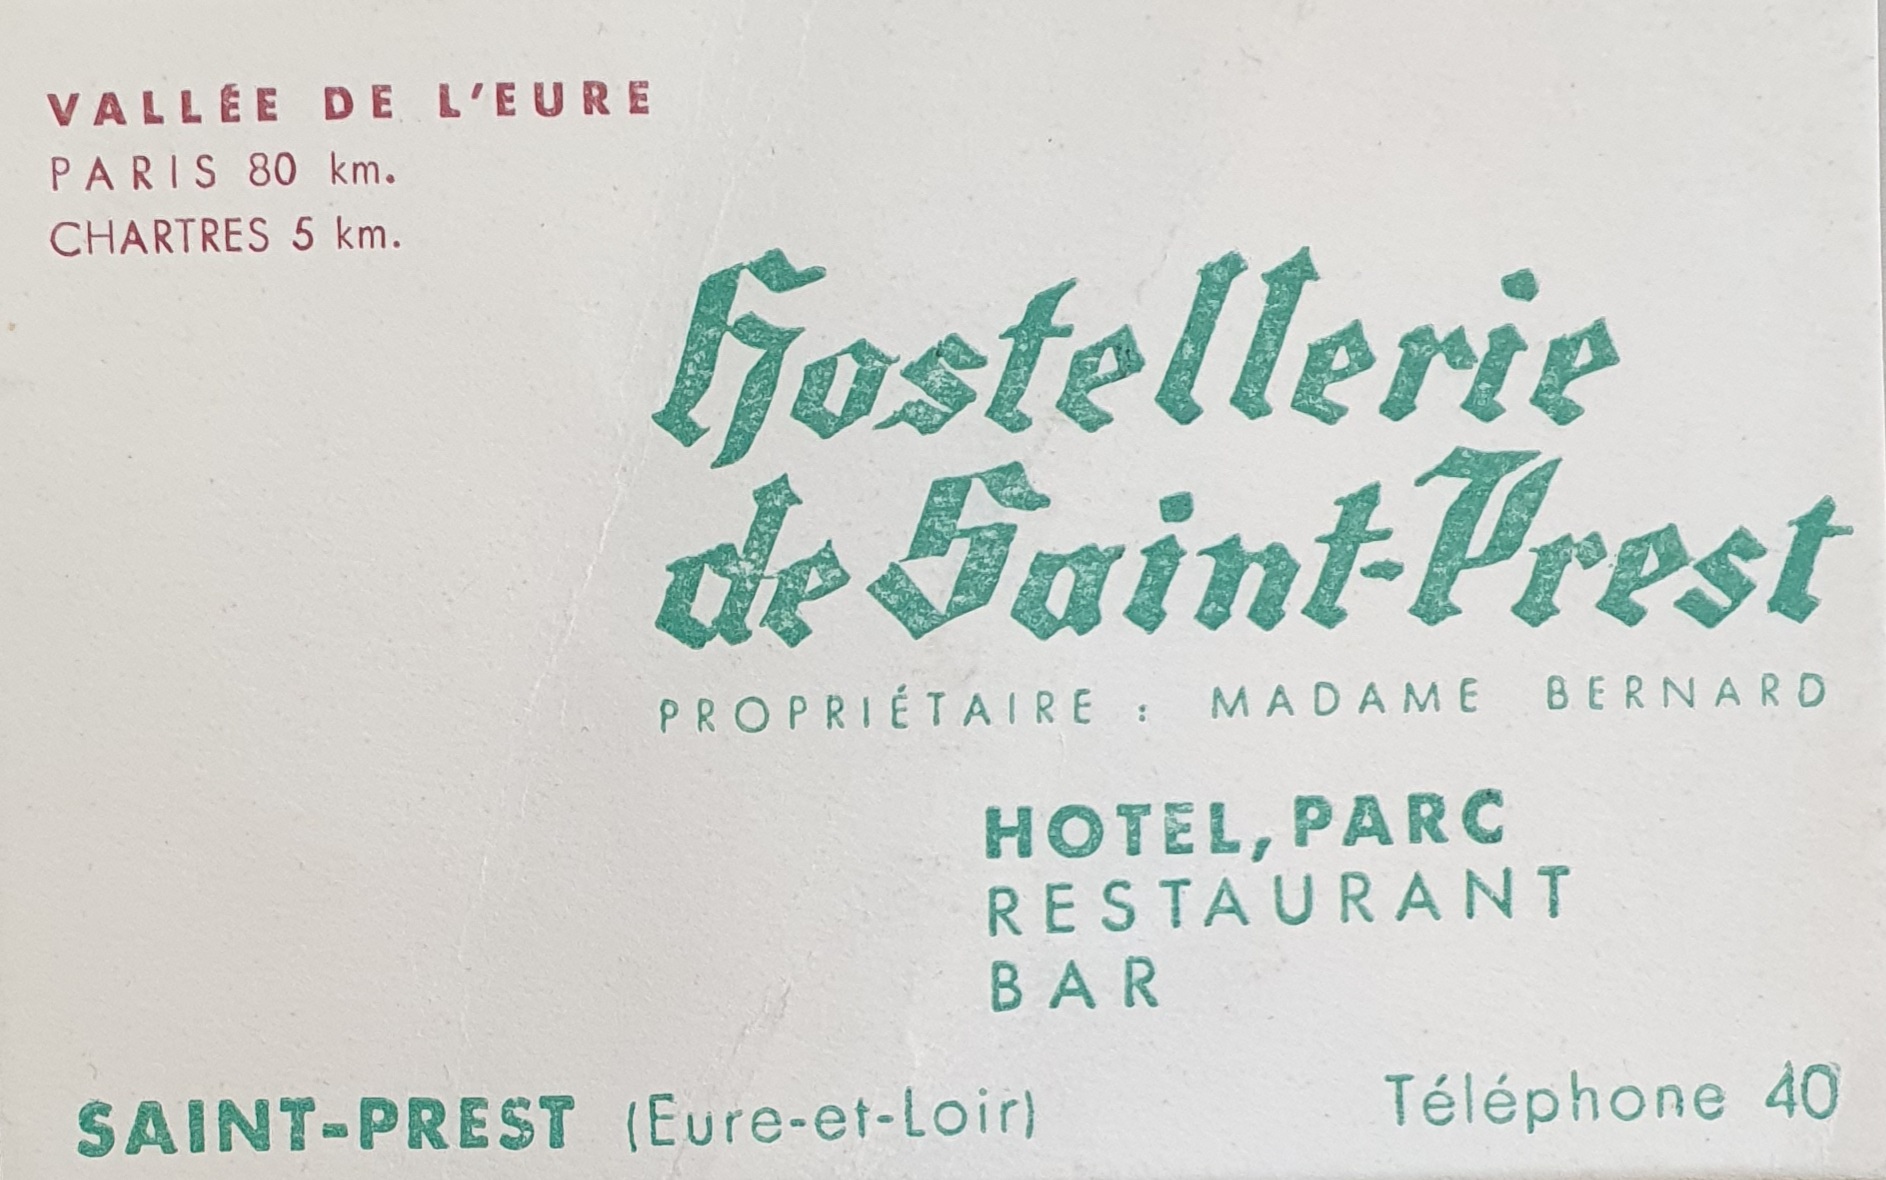 VALLÉE DE L'EURE
PARIS 80 km.
CHARTRES 5 km.
Hostellerie
de Saint-Prest
PROPRIÉTAIRE : MADAME BERNARD
HOTEL, PARC
RESTAURANT
BAR
SAINT-PREST (Eure-et-Loir)
Téléphone 40